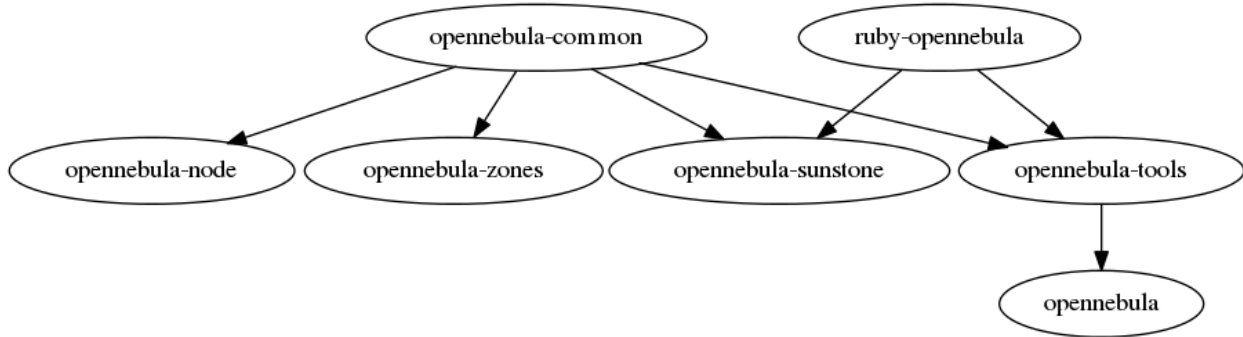 opennebula-common
ruby-opennebula
opennebula-node
opennebula-zones
opennebula-sunstone
opennebula-tools
opennebula